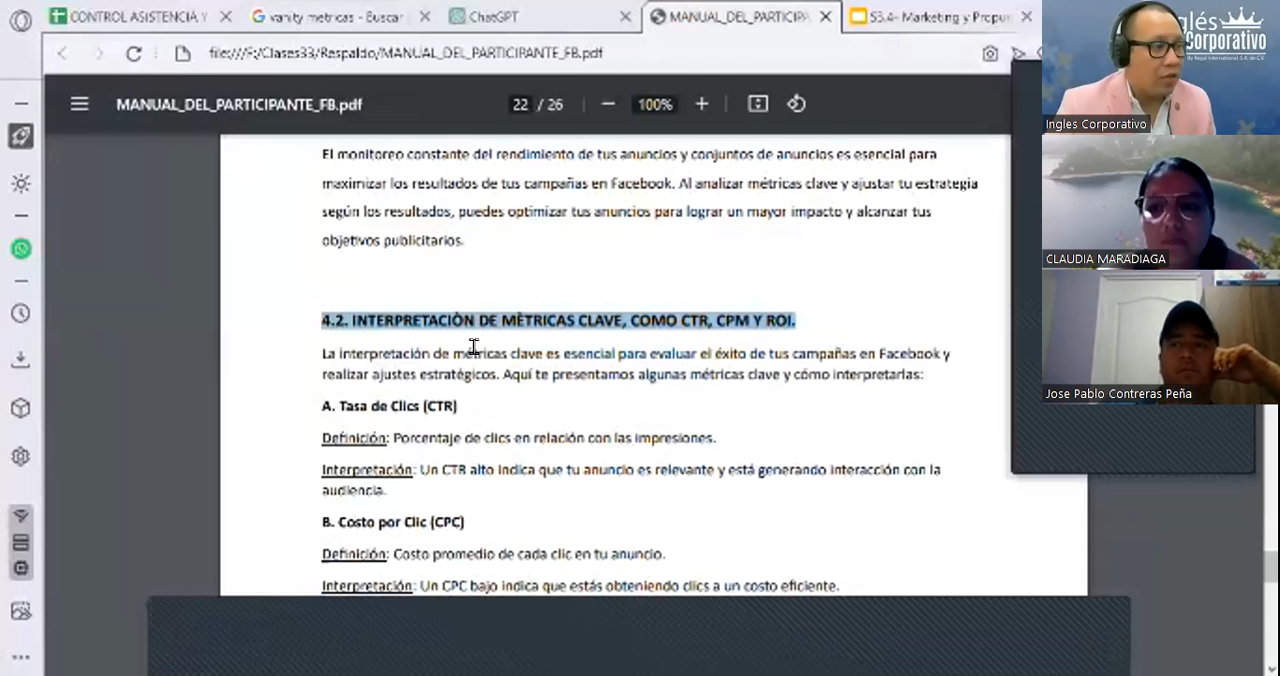 CONTROL ASISTENCIA Y
vanity metricas - Buscar
ChatGPT
MANUAL_DEL_PARTICIPA
S3.4- Marketing y Propu
file:///F:/Clases33/Respaldo/MANUAL_DEL_PARTICIPANTE_FB.pdf
MANUAL_DEL_PARTICIPANTE_FB.pdf
22 / 26
100%
El monitoreo constante del rendimiento de tus anuncios y conjuntos de anuncios es esencial para
maximizar los resultados de tus campañas en Facebook. Al analizar métricas clave y ajustar tu estrategia
según los resultados, puedes optimizar tus anuncios para lograr un mayor impacto y alcanzar tus
objetivos publicitarios.
4.2. INTERPRETACIÒN DE MÈTRICAS CLAVE, COMO CTR, CPM Y ROI.
La interpretación de métricas clave es esencial para evaluar el éxito de tus campañas en Facebook y
realizar ajustes estratégicos. Aquí te presentamos algunas métricas clave y cómo interpretarlas:
A. Tasa de Clics (CTR)
Definición: Porcentaje de clics en relación con las impresiones.
Interpretación: Un CTR alto indica que tu anuncio es relevante y está generando interacción con la
audiencia.
B. Costo por Clic (CPC)
Definición: Costo promedio de cada clic en tu anuncio.
Interpretación: Un CPC bajo indica que estás obteniendo clics a un costo eficiente.
glés
Corporativo
Ingles Corporativo
CLAUDIA MARADIAGA
Jose Pablo Contreras Peña